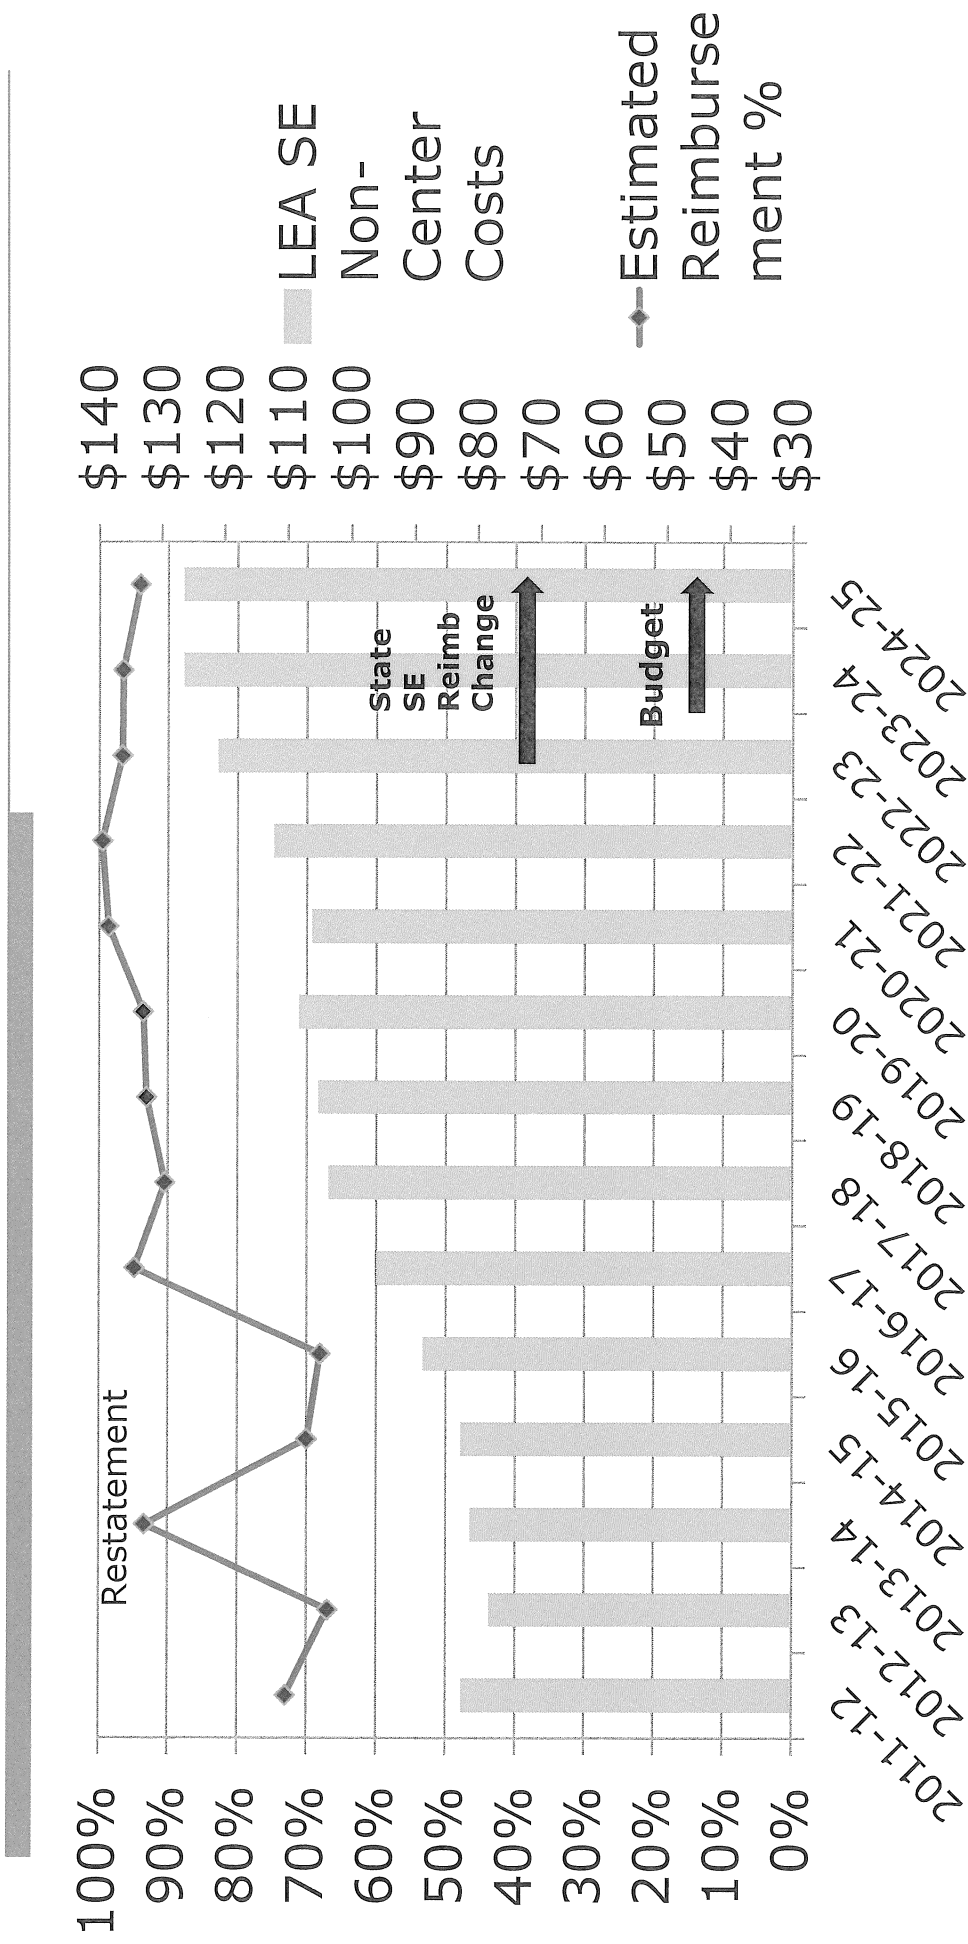 Restatement
State
SE
Reimb
Change
Budget
100%
90%
80%
70%
60%
50%
40%
30%
20%
10%
0%
$140
$130
$120
$110
$100
$90
$80
$70
$60
$50
$40
$30
2011-12
2012-13
2013-14
2014-15
2015-16
2016-17
2017-18
2018-19
2019-20
2020-21
2021-22
2022-23
2023-24
2024-25
LEA SE
Non-
Center
Costs
Estimated
Reimburse
ment %